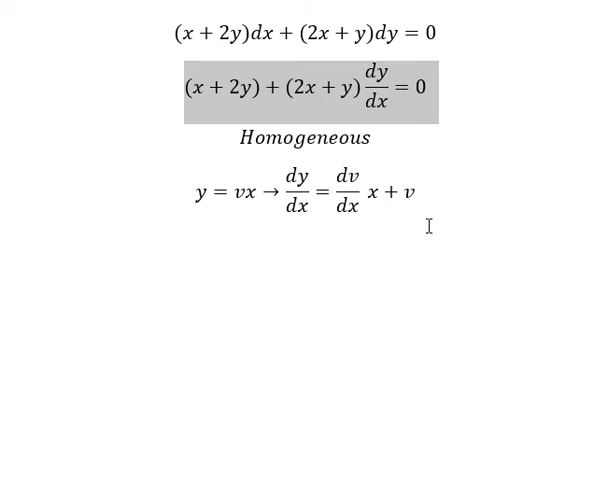 (x + 2y)dx + (2x + y)dy = 0
(x + 2y) + (2x + y) dy/dx = 0
Homogeneous
y = vx → dy/dx = dv/dx x + v